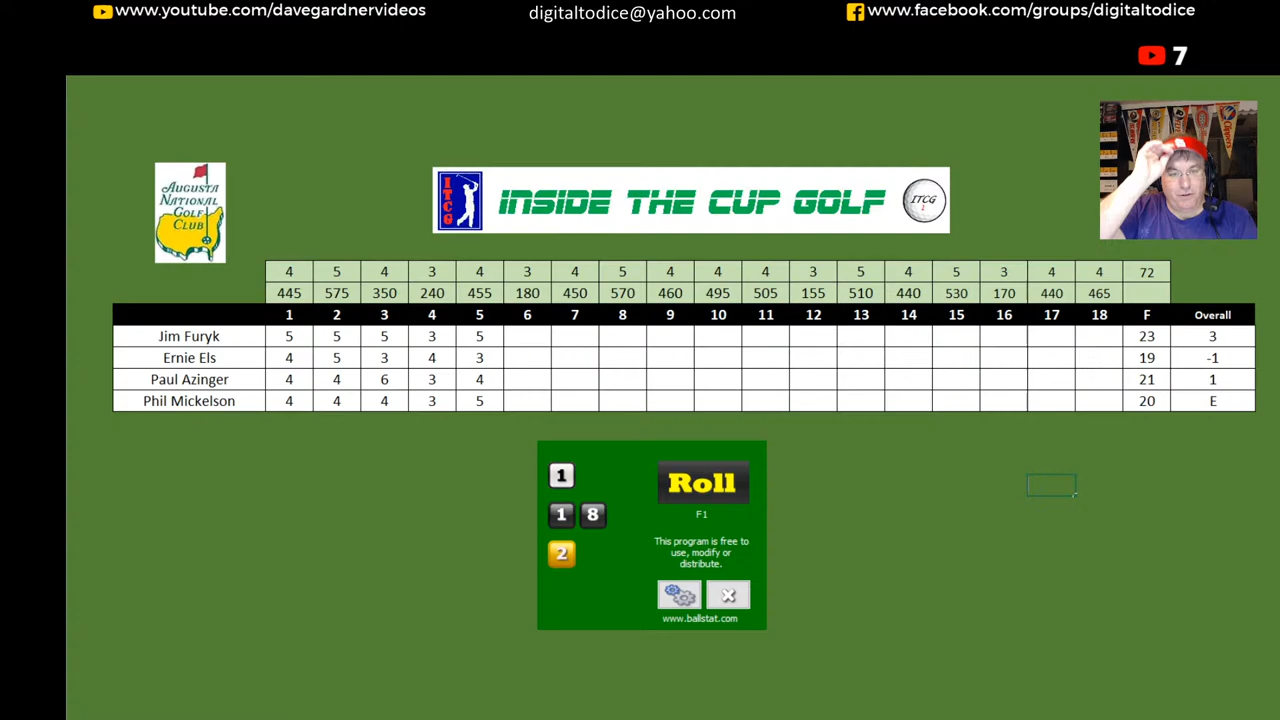 www.youtube.com/davegardnervideos digitaltodice@yahoo.com www.facebook.com/groups/digitaltodice
7
AUGUSTA
NATIONAL
GOLF
CLUB
ITCG
INSIDE THE CUP GOLF
ITCG
4 5 4 3 4 3 4 5 4 4 4 3 5 4 5 3 4 4 72
445 575 350 240 455 180 450 570 460 495 505 155 510 440 530 170 440 465
1 2 3 4 5 6 7 8 9 10 11 12 13 14 15 16 17 18 F Overall
Jim Furyk 5 5 5 3 5 23 3
Ernie Els 4 5 3 4 3 19 -1
Paul Azinger 4 4 6 3 4 21 1
Phil Mickelson 4 4 4 3 5 20 E
1
1 8
2
Roll
F1
This program is free to
use, modify or
distribute.
www.ballstat.com